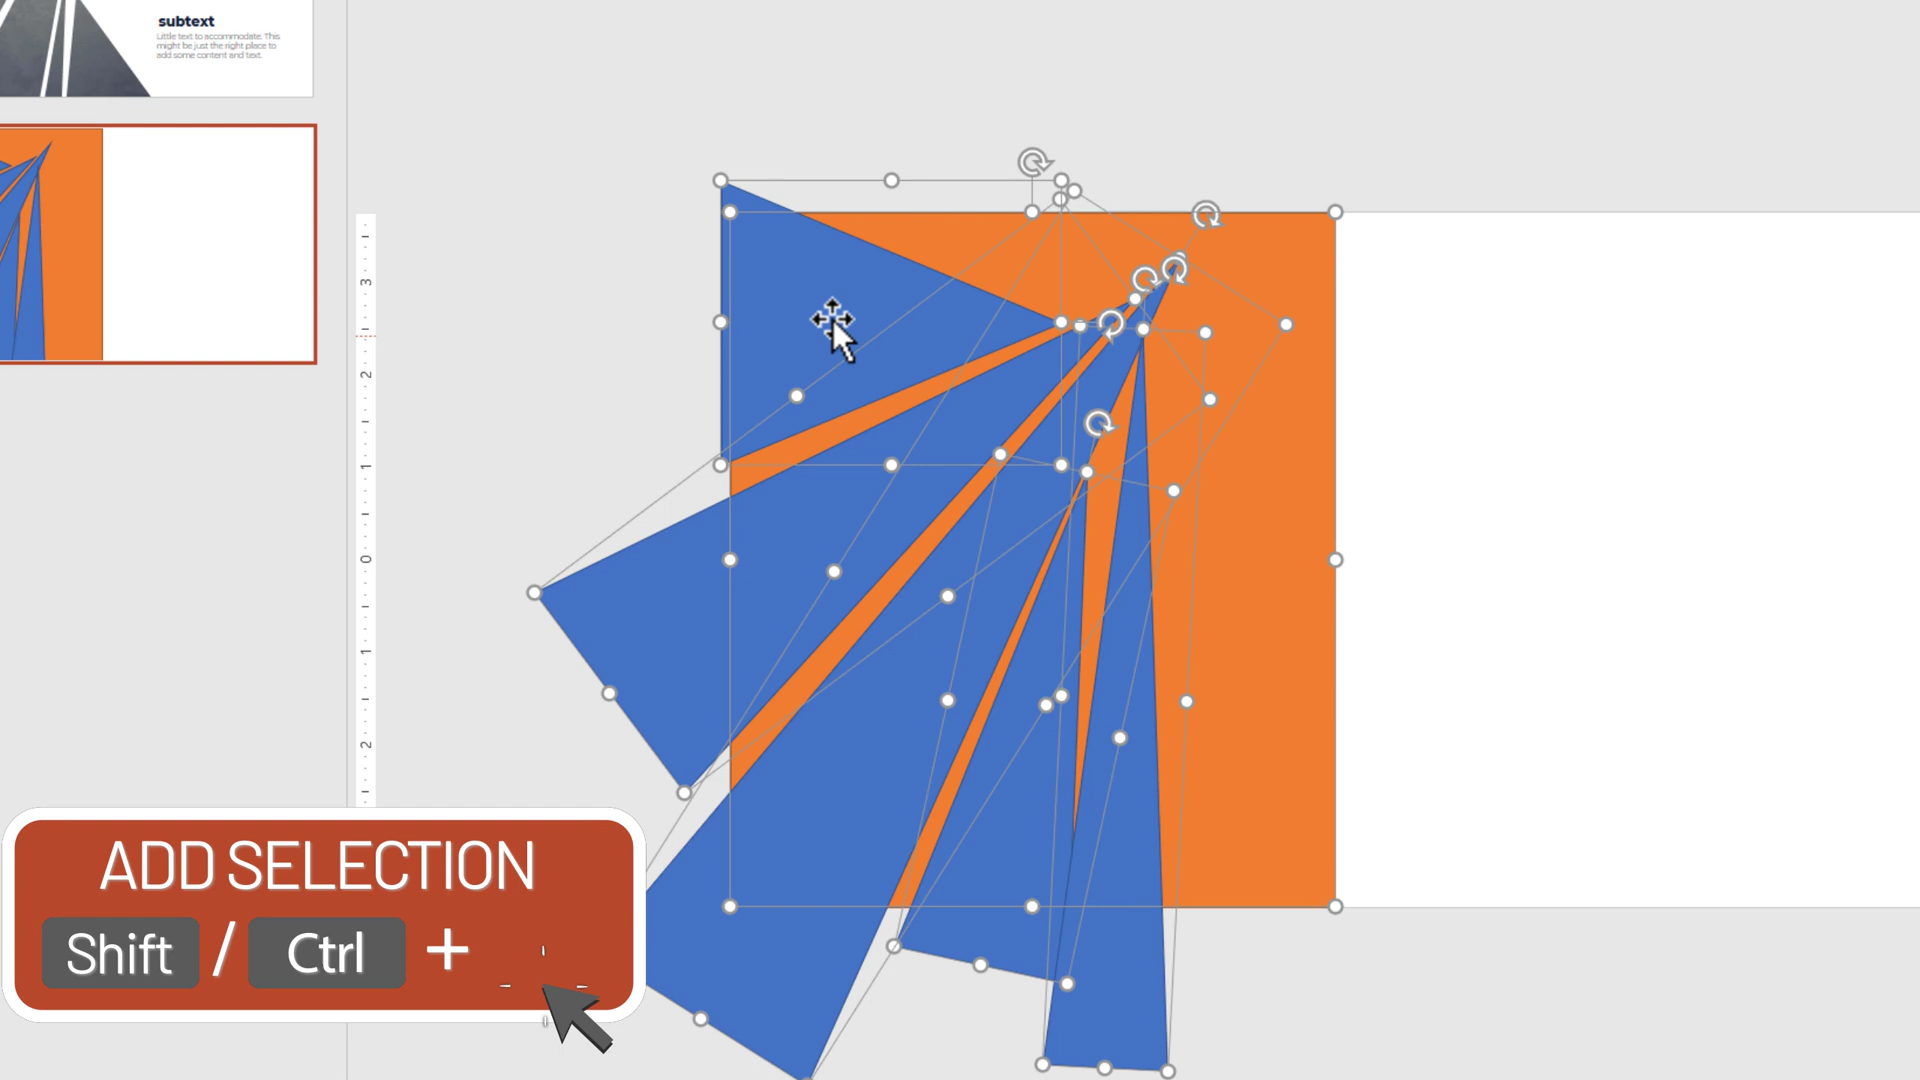 subtext
Little text to accommodate. This
might be just the right place to
add some content and text.
3
2
1
0
1
2
ADD SELECTION
Shift / Ctrl +